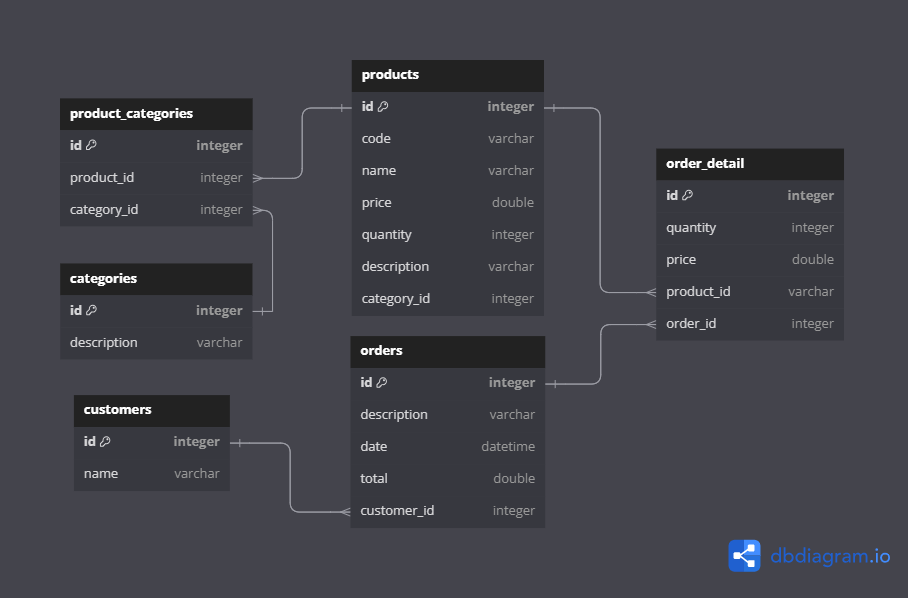 products
id integer
code varchar
name varchar
price double
quantity integer
description varchar
category_id integer
product_categories
id integer
product_id integer
category_id integer
order_detail
id integer
quantity integer
price double
product_id varchar
order_id integer
categories
id integer
description varchar
orders
id integer
description varchar
date datetime
total double
customer_id integer
customers
id integer
name varchar
dbdiagram.io